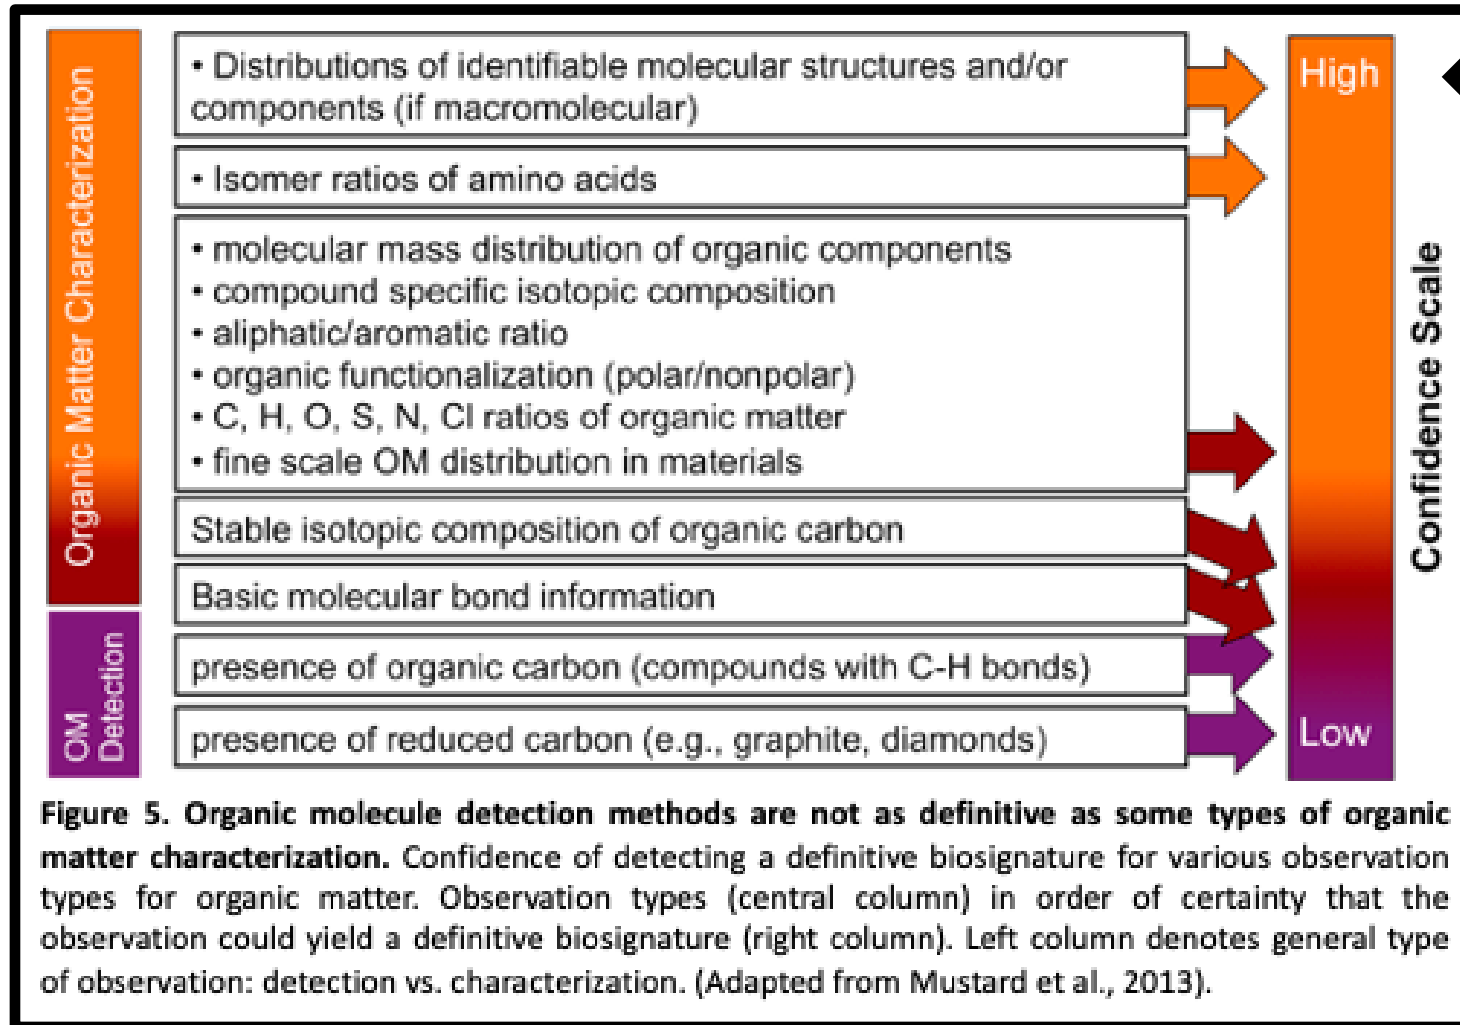 Organic Matter Characterization
• Distributions of identifiable molecular structures and/or
components (if macromolecular)
• Isomer ratios of amino acids
• molecular mass distribution of organic components
• compound specific isotopic composition
• aliphatic/aromatic ratio
• organic functionalization (polar/nonpolar)
• C, H, O, S, N, Cl ratios of organic matter
• fine scale OM distribution in materials
Stable isotopic composition of organic carbon
Basic molecular bond information
OM
Detection
presence of organic carbon (compounds with C-H bonds)
presence of reduced carbon (e.g., graphite, diamonds)
High
Low
Confidence Scale
Figure 5. Organic molecule detection methods are not as definitive as some types of organic
matter characterization. Confidence of detecting a definitive biosignature for various observation
types for organic matter. Observation types (central column) in order of certainty that the
observation could yield a definitive biosignature (right column). Left column denotes general type
of observation: detection vs. characterization. (Adapted from Mustard et al., 2013).